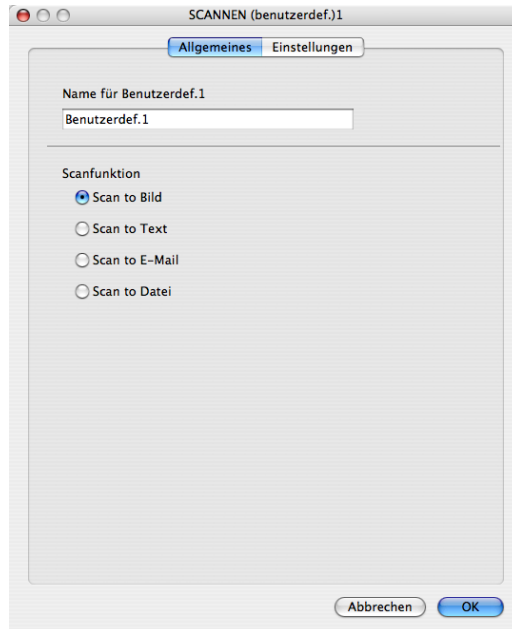 SCANNEN (benutzerdef.)1
Allgemeines Einstellungen
Name für Benutzerdef.1
Benutzerdef.1
Scanfunktion
Scan to Bild
Scan to Text
Scan to E-Mail
Scan to Datei
Abbrechen OK